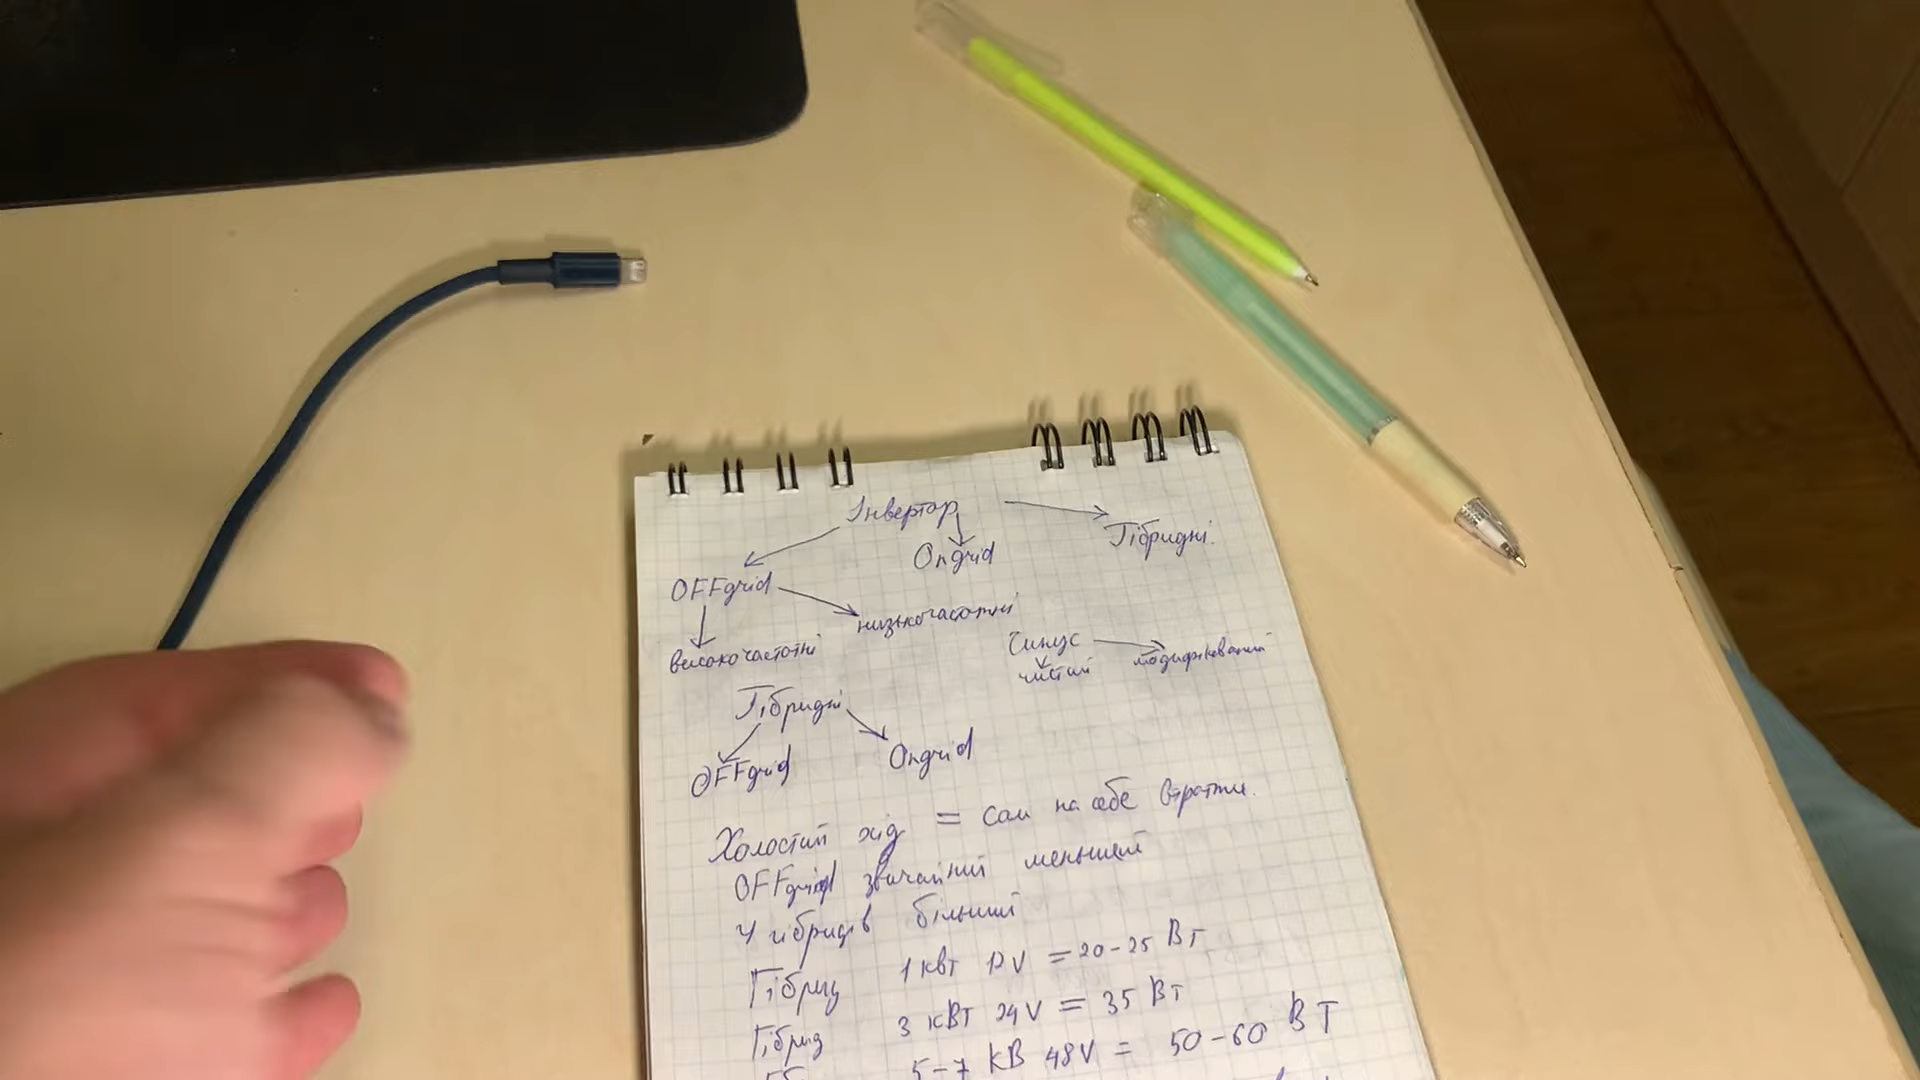 Інвертор
Гібридні.
Ongrid
OFFgrid
низькочастотні
високочастотні
Синус
чистий
модифікований
Гібридні
OFFgrid
Ongrid
Холостий хід = сам на себе втрати.
OFFgrid звичайний меньший
У гібридів більший
Гібрид 1 квт 12V = 20-25 Вт
Гібрид 3 кВт 24V = 35 Вт
5-7 КВ 48V = 50-60 ВТ